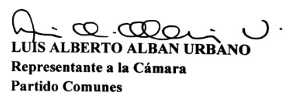 LUIS ALBERTO ALBAN URBANO
Representante a la Cámara
Partido Comunes